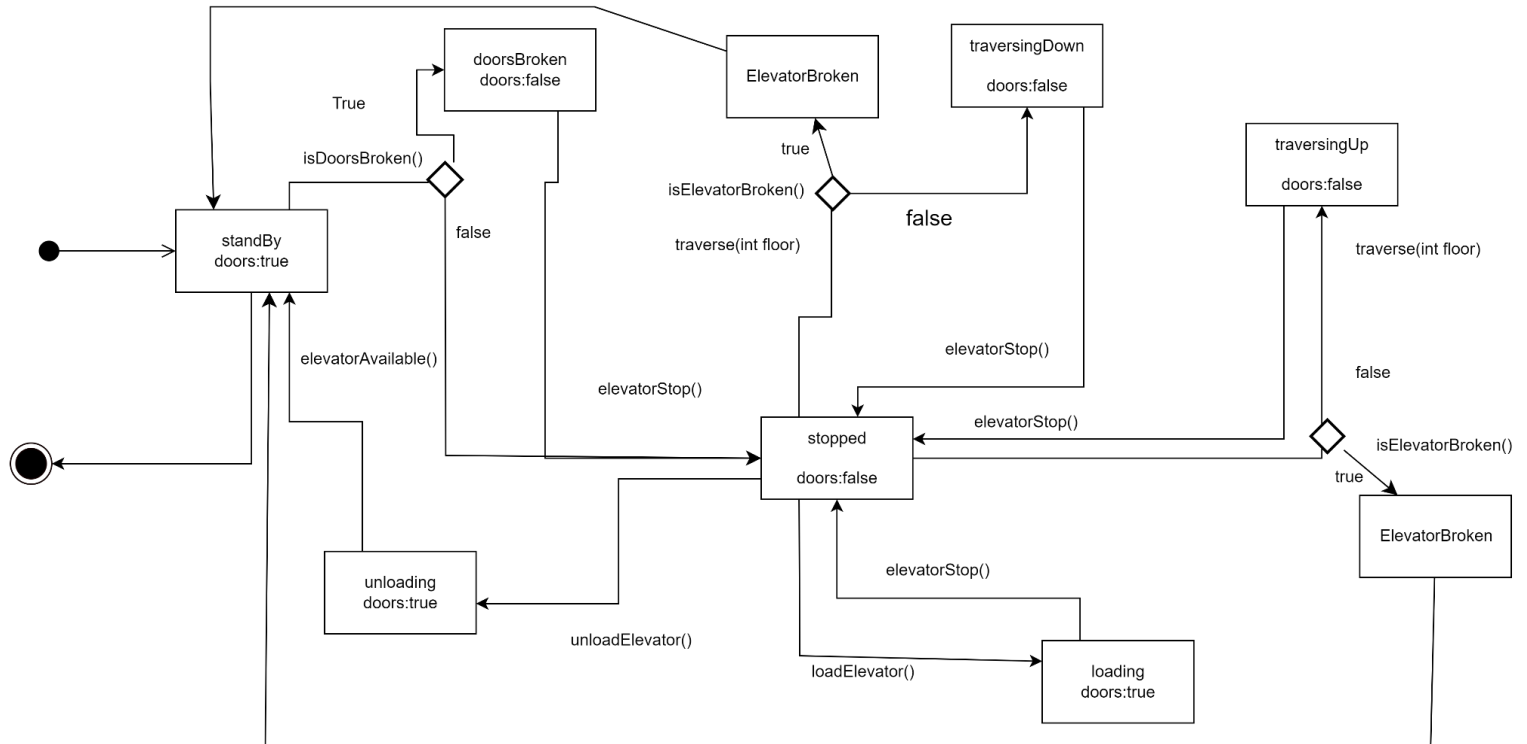 doorsBroken
doors:false
ElevatorBroken
traversingDown
doors:false
True
isDoorsBroken()
true
traversingUp
doors:false
isElevatorBroken()
false
false
standBy
doors:true
traverse(int floor)
traverse(int floor)
elevatorAvailable()
elevatorStop()
elevatorStop()
false
elevatorStop()
stopped
doors:false
isElevatorBroken()
true
ElevatorBroken
elevatorStop()
unloading
doors:true
unloadElevator()
loadElevator()
loading
doors:true